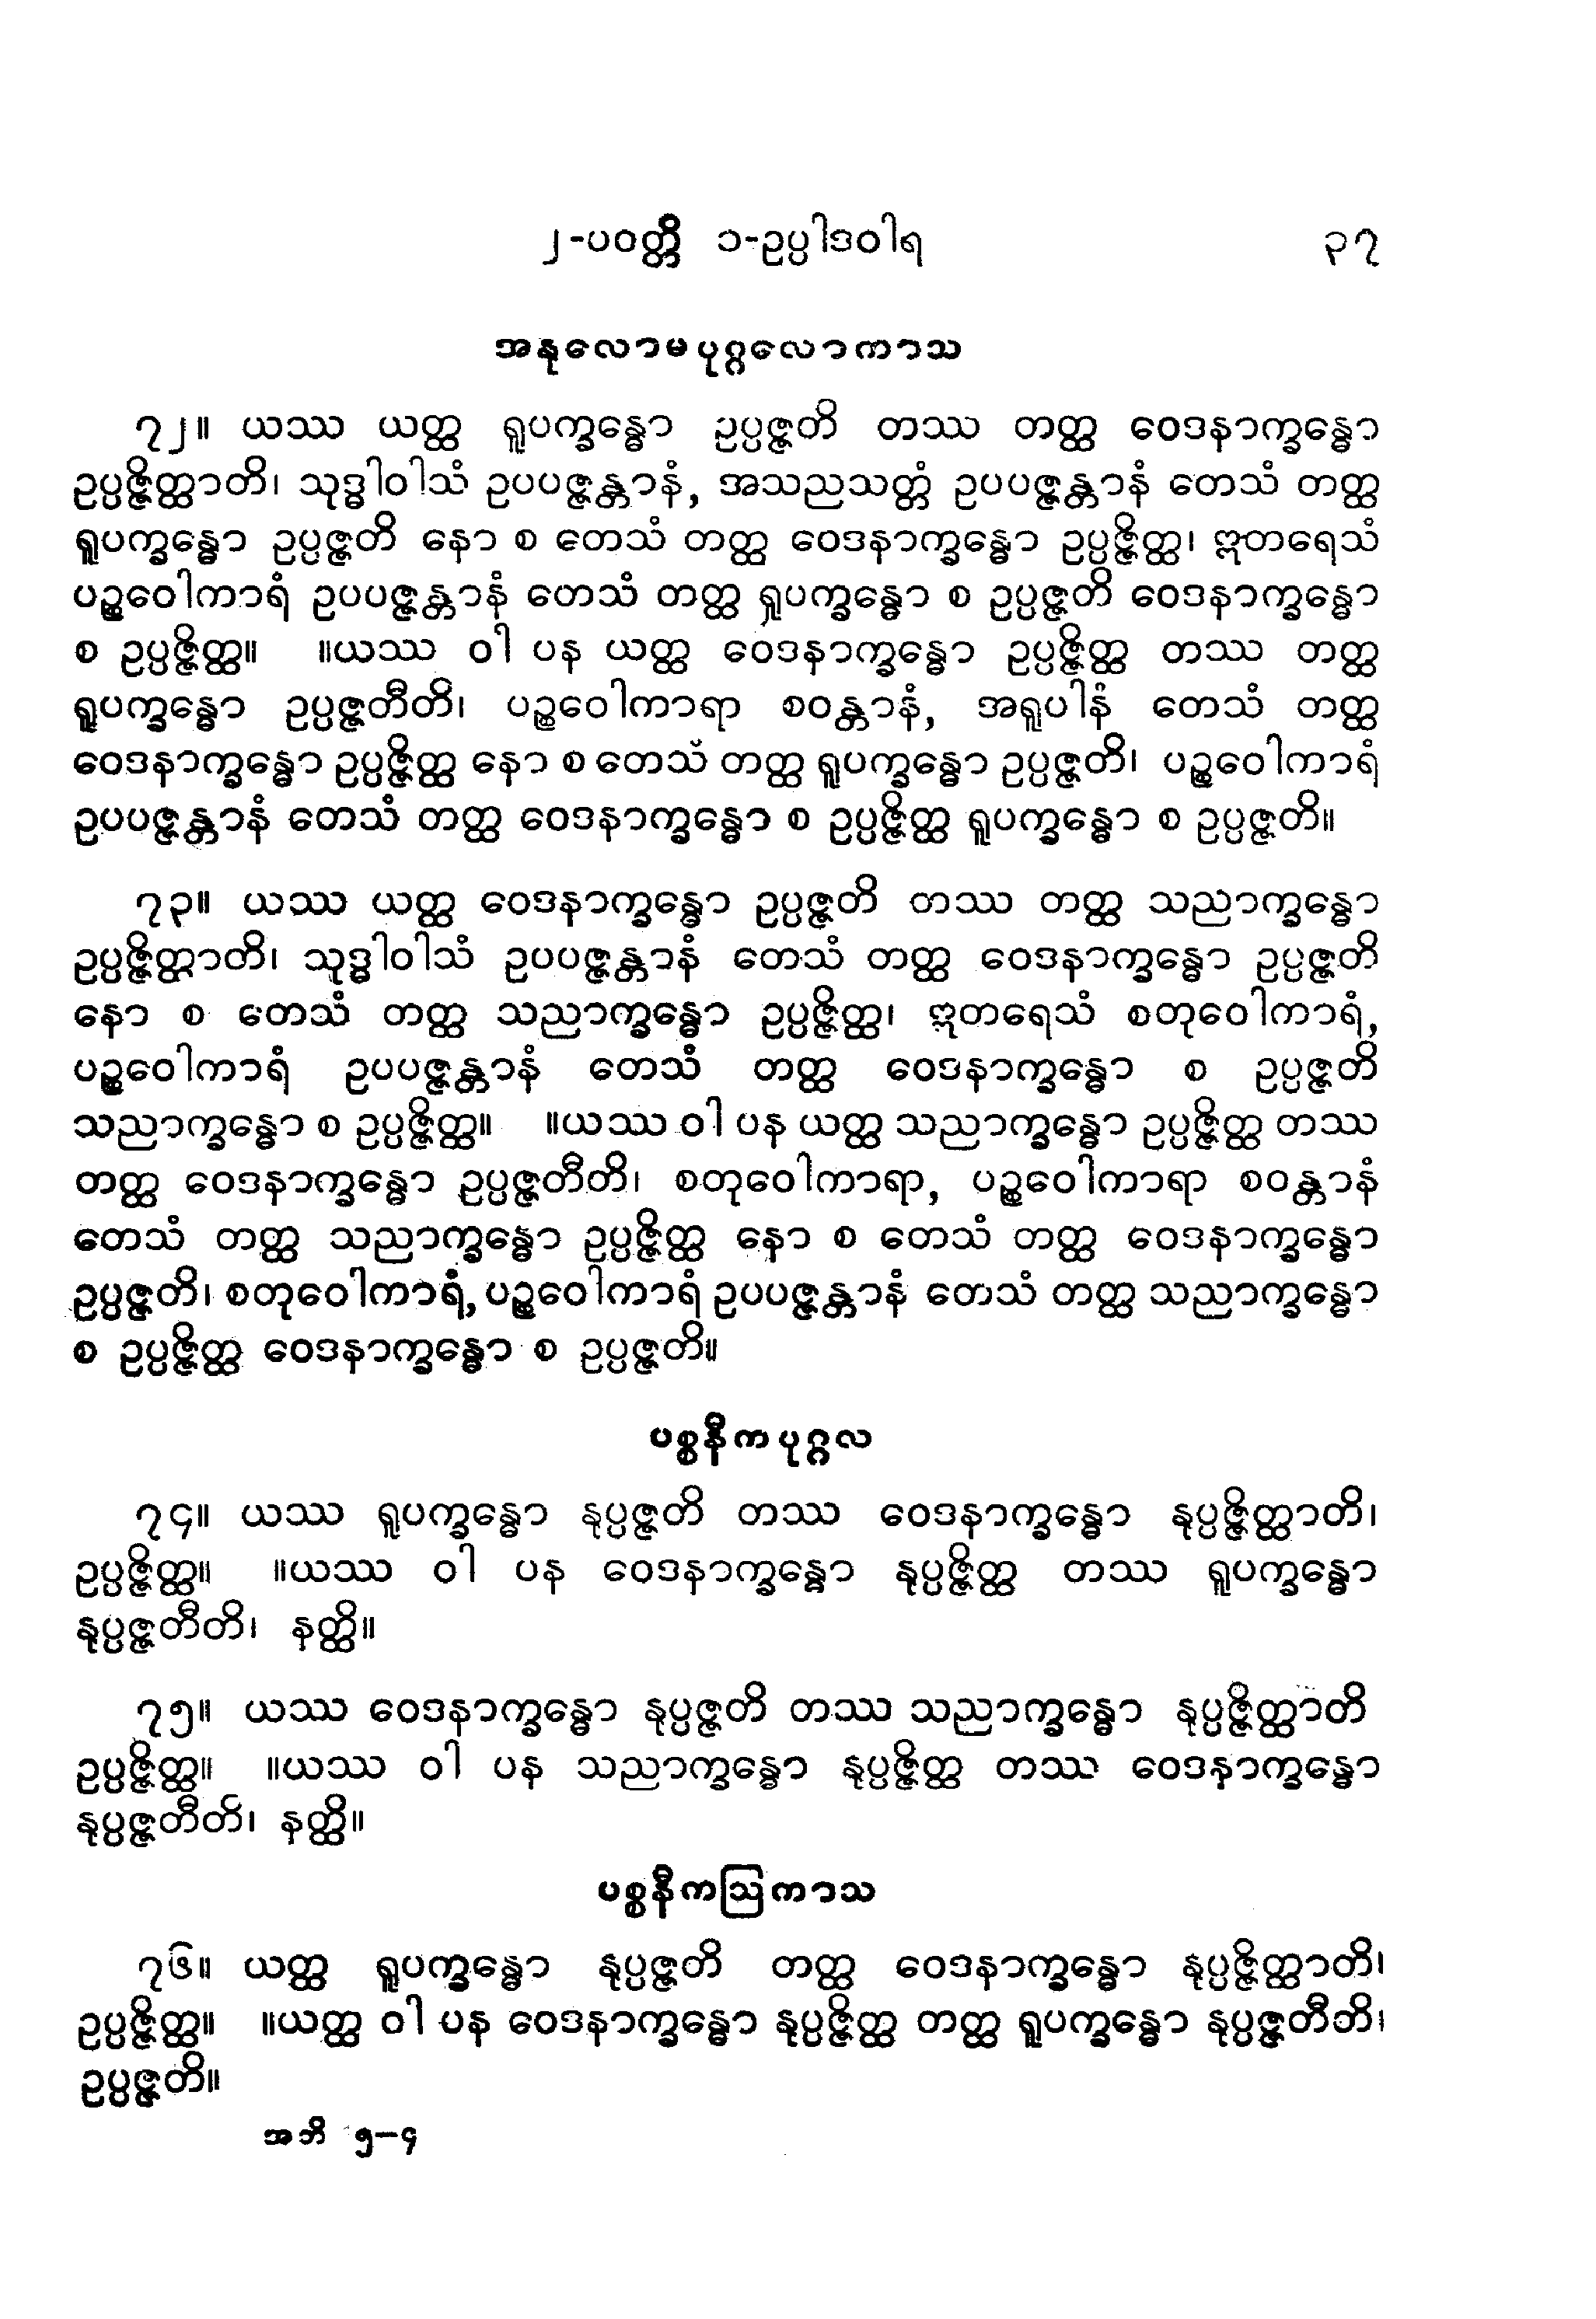 ၂-ပဝတ္တိ ၁-ဥပ္ပါဒဝါရ ၃၇
အနုလောမပုဂ္ဂလောကာသ
၇၂။ ယဿ ယတ္ထ ရူပက္ခန္ဓော ဥပ္ပဇ္ဇတိ တဿ တတ္ထ ဝေဒနာက္ခန္ဓော
ဥပ္ပဇ္ဇိတ္ထာတိ၊ သုဒ္ဓါဝါသံ ဥပပဇ္ဇန္တာနံ, အသညသတ္တံ ဥပပဇ္ဇန္တာနံ တေသံ တတ္ထ
ရူပက္ခန္ဓော ဥပ္ပဇ္ဇတိ နော စ တေသံ တတ္ထ ဝေဒနာက္ခန္ဓော ဥပ္ပဇ္ဇိတ္ထ၊ ဣတရေသံ
ပဉ္စဝေါကာရံ ဥပပဇ္ဇန္တာနံ တေသံ တတ္ထ ရူပက္ခန္ဓော စ ဥပ္ပဇ္ဇတိ ဝေဒနာက္ခန္ဓော
စ ဥပ္ပဇ္ဇိတ္ထ။ ။ယဿ ဝါ ပန ယတ္ထ ဝေဒနာက္ခန္ဓော ဥပ္ပဇ္ဇိတ္ထ တဿ တတ္ထ
ရူပက္ခန္ဓော ဥပ္ပဇ္ဇတီတိ၊ ပဉ္စဝေါကာရာ စဝန္တာနံ, အရူပါနံ တေသံ တတ္ထ
ဝေဒနာက္ခန္ဓော ဥပ္ပဇ္ဇိတ္ထ နော စ တေသံ တတ္ထ ရူပက္ခန္ဓော ဥပ္ပဇ္ဇတိ၊ ပဉ္စဝေါကာရံ
ဥပပဇ္ဇန္တာနံ တေသံ တတ္ထ ဝေဒနာက္ခန္ဓော စ ဥပ္ပဇ္ဇိတ္ထ ရူပက္ခန္ဓော စ ဥပ္ပဇ္ဇတိ။
၇၃။ ယဿ ယတ္ထ ဝေဒနာက္ခန္ဓော ဥပ္ပဇ္ဇတိ တဿ တတ္ထ သညာက္ခန္ဓော
ဥပ္ပဇ္ဇိတ္ထာတိ၊ သုဒ္ဓါဝါသံ ဥပပဇ္ဇန္တာနံ တေသံ တတ္ထ ဝေဒနာက္ခန္ဓော ဥပ္ပဇ္ဇတိ
နော စ တေသံ တတ္ထ သညာက္ခန္ဓော ဥပ္ပဇ္ဇိတ္ထ၊ ဣတရေသံ စတုဝေါကာရံ,
ပဉ္စဝေါကာရံ ဥပပဇ္ဇန္တာနံ တေသံ တတ္ထ ဝေဒနာက္ခန္ဓော စ ဥပ္ပဇ္ဇတိ
သညာက္ခန္ဓော စ ဥပ္ပဇ္ဇိတ္ထ။ ။ယဿ ဝါ ပန ယတ္ထ သညာက္ခန္ဓော ဥပ္ပဇ္ဇိတ္ထ တဿ
တတ္ထ ဝေဒနာက္ခန္ဓော ဥပ္ပဇ္ဇတီတိ၊ စတုဝေါကာရာ, ပဉ္စဝေါကာရာ စဝန္တာနံ
တေသံ တတ္ထ သညာက္ခန္ဓော ဥပ္ပဇ္ဇိတ္ထ နော စ တေသံ တတ္ထ ဝေဒနာက္ခန္ဓော
ဥပ္ပဇ္ဇတိ၊ စတုဝေါကာရံ, ပဉ္စဝေါကာရံ ဥပပဇ္ဇန္တာနံ တေသံ တတ္ထ သညာက္ခန္ဓော
စ ဥပ္ပဇ္ဇိတ္ထ ဝေဒနာက္ခန္ဓော စ ဥပ္ပဇ္ဇတိ။
ပစ္စနီကပုဂ္ဂလ
၇၄။ ယဿ ရူပက္ခန္ဓော နုပ္ပဇ္ဇတိ တဿ ဝေဒနာက္ခန္ဓော နုပ္ပဇ္ဇိတ္ထာတိ၊
ဥပ္ပဇ္ဇိတ္ထ။ ။ယဿ ဝါ ပန ဝေဒနာက္ခန္ဓော နုပ္ပဇ္ဇိတ္ထ တဿ ရူပက္ခန္ဓော
နုပ္ပဇ္ဇတီတိ၊ နတ္ထိ။
၇၅။ ယဿ ဝေဒနာက္ခန္ဓော နုပ္ပဇ္ဇတိ တဿ သညာက္ခန္ဓော နုပ္ပဇ္ဇိတ္ထာတိ
ဥပ္ပဇ္ဇိတ္ထ။ ။ယဿ ဝါ ပန သညာက္ခန္ဓော နုပ္ပဇ္ဇိတ္ထ တဿ ဝေဒနာက္ခန္ဓော
နုပ္ပဇ္ဇတီတိ၊ နတ္ထိ။
ပစ္စနီကဩကာသ
၇၆။ ယတ္ထ ရူပက္ခန္ဓော နုပ္ပဇ္ဇတိ တတ္ထ ဝေဒနာက္ခန္ဓော နုပ္ပဇ္ဇိတ္ထာတိ၊
ဥပ္ပဇ္ဇိတ္ထ။ ။ယတ္ထ ဝါ ပန ဝေဒနာက္ခန္ဓော နုပ္ပဇ္ဇိတ္ထ တတ္ထ ရူပက္ခန္ဓော နုပ္ပဇ္ဇတီတိ၊
ဥပ္ပဇ္ဇတိ။
အဘိ ၅-၄